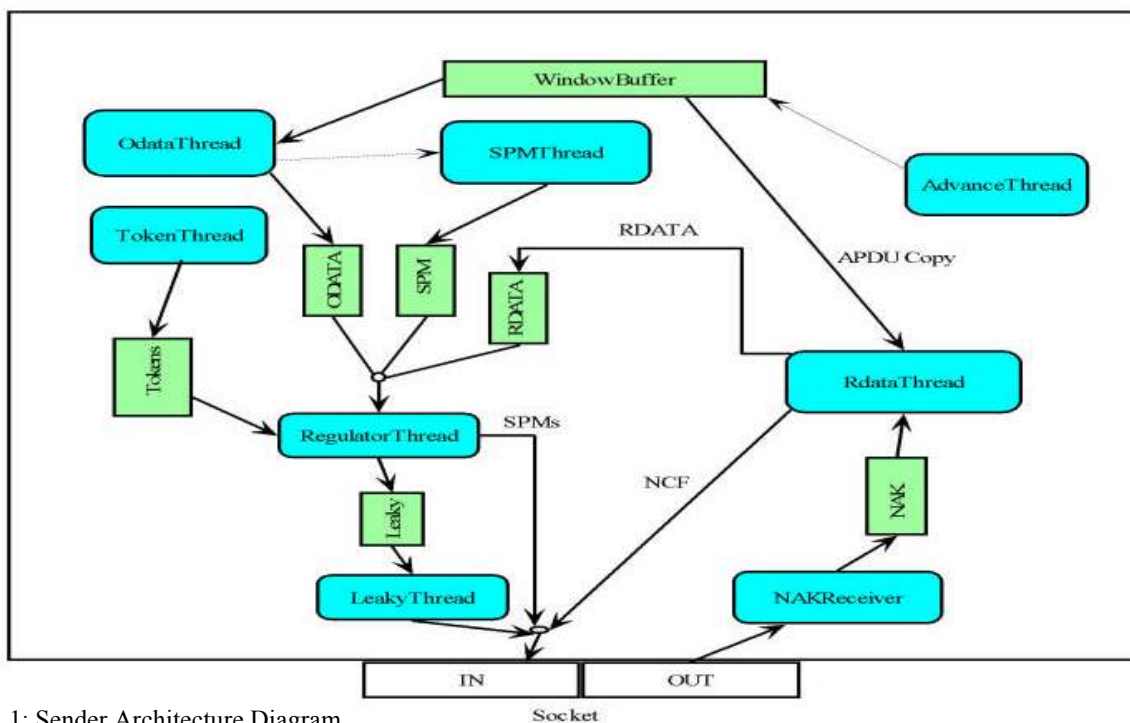 WindowBuffer
OdataThread
SPMThread
AdvanceThread
TokenThread
RDATA
APDU Copy
ODATA
SPM
RDATA
Tokens
RdataThread
SPMs
RegulatorThread
NCF
NAK
Leaky
LeakyThread
NAKReceiver
IN
OUT
Socket
1: Sender Architecture Diagram